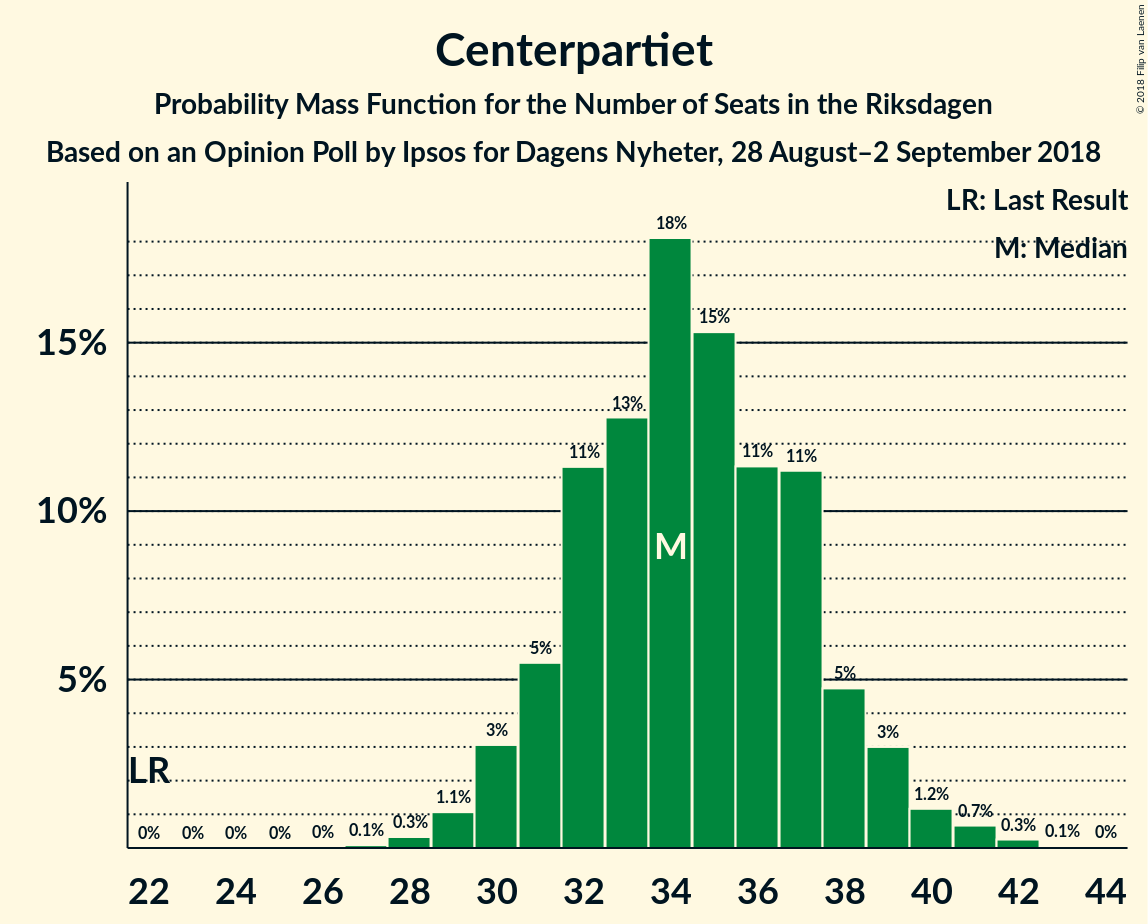 Centerpartiet
Probability Mass Function for the Number of Seats in the Riksdagen
Based on an Opinion Poll by Ipsos for Dagens Nyheter, 28 August–2 September 2018
© 2018 Filip van Laenen
LR: Last Result
M: Median
15%
10%
5%
LR
0%
0%
0%
0%
0%
0.1%
0.3%
1.1%
3%
5%
11%
13%
18%
M
15%
11%
11%
5%
3%
1.2%
0.7%
0.3%
0.1%
0%
22 24 26 28 30 32 34 36 38 40 42 44